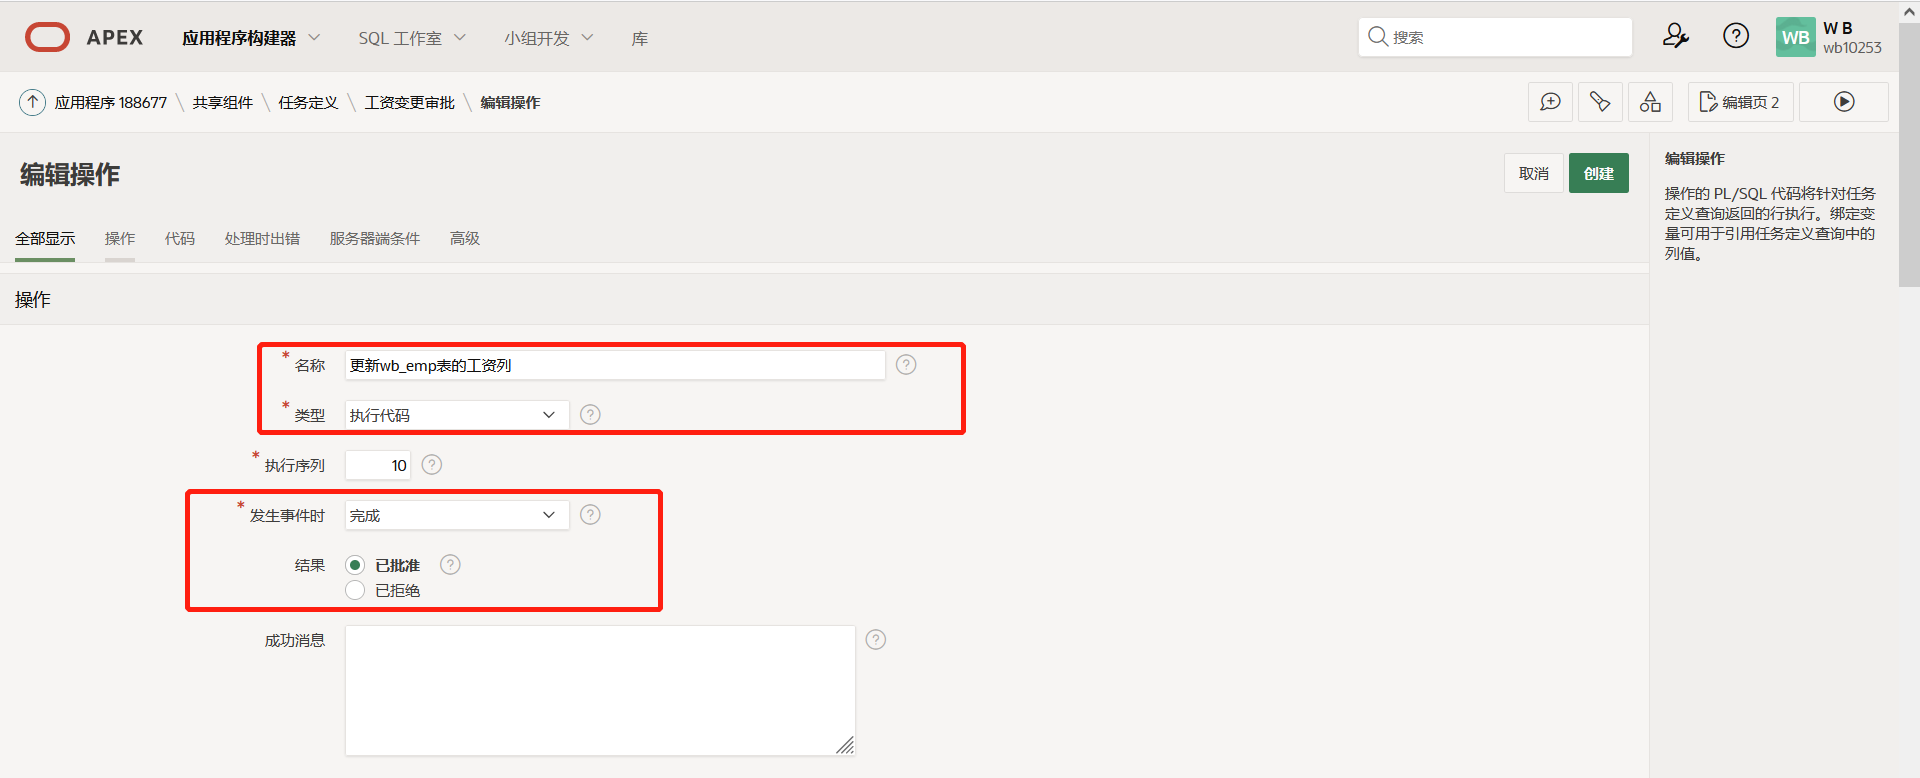 APEX 应用程序构建器 SQL 工作室 小组开发 库 搜索 WB W B
wb10253
应用程序 188677 \ 共享组件 \ 任务定义 \ 工资变更审批 \ 编辑操作 编辑页 2
编辑操作 取消 创建
全部显示 操作 代码 处理时出错 服务器端条件 高级
操作
* 名称 更新wb_emp表的工资列 ?
* 类型 执行代码 ?
* 执行序列 10 ?
* 发生事件时 完成 ?
结果 已批准 ?
已拒绝
成功消息 ?
编辑操作
操作的 PL/SQL 代码将针对任务
定义查询返回的行执行。绑定变
量可用于引用任务定义查询中的
列值。